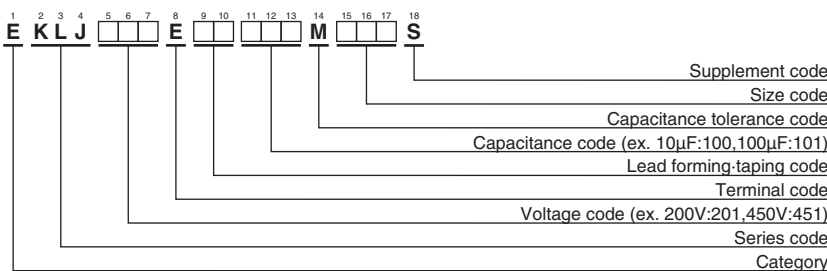 1 2 3 4 5 6 7 8 9 10 11 12 13 14 15 16 17 18
E KLJ □□□ E □□ □□□ M □□□ S
Supplement code
Size code
Capacitance tolerance code
Capacitance code (ex. 10μF:100,100μF:101)
Lead forming·taping code
Terminal code
Voltage code (ex. 200V:201,450V:451)
Series code
Category